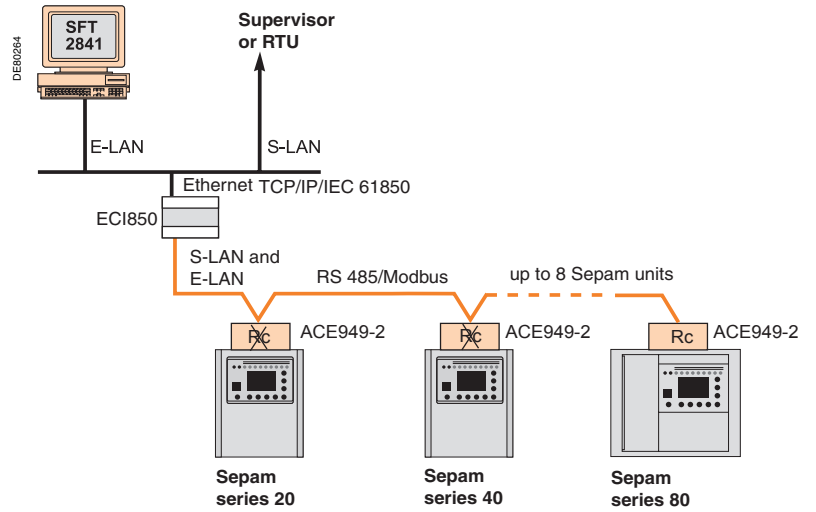 DE80264
SFT
2841
Supervisor
or RTU
E-LAN
S-LAN
Ethernet TCP/IP/IEC 61850
ECI850
S-LAN and
E-LAN
RS 485/Modbus
up to 8 Sepam units
Rc
ACE949-2
Rc
ACE949-2
Rc
ACE949-2
Sepam
series 20
Sepam
series 40
Sepam
series 80